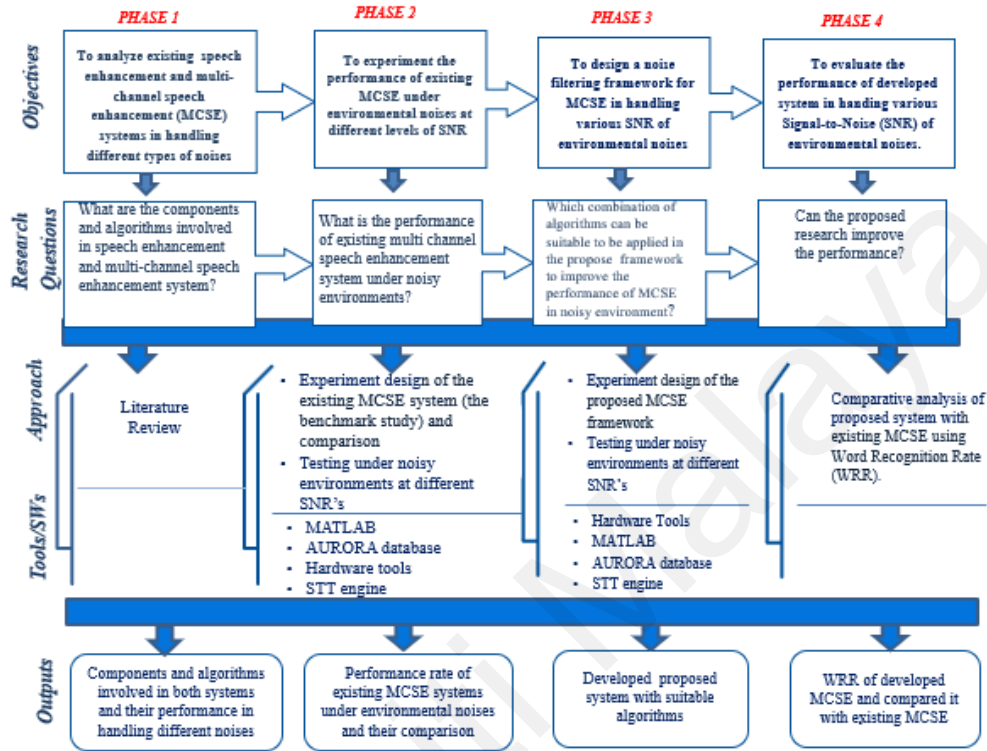 PHASE 1
PHASE 2
PHASE 3
PHASE 4
Objectives
To analyze existing speech
enhancement and multi-
channel speech
enhancement (MCSE)
systems in handling
different types of noises
To experiment the
performance of existing
MCSE under
environmental noises at
different levels of SNR
To design a noise
filtering framework for
MCSE in handling
various SNR of
environmental noises
To evaluate the
performance of developed
system in handing various
Signal-to-Noise (SNR) of
environmental noises.
Research
Questions
What are the components
and algorithms involved
in speech enhancement
and multi-channel speech
enhancement system?
What is the performance
of existing multi channel
speech enhancement
system under noisy
environments?
Which combination of
algorithms can be
suitable to be applied in
the propose framework
to improve the
performance of MCSE
in noisy environment?
Can the proposed
research improve
the performance?
Approach
Literature
Review
▪ Experiment design of the
existing MCSE system (the
benchmark study) and
comparison
▪ Testing under noisy
environments at different
SNR's
▪ Experiment design of the
proposed MCSE
framework
▪ Testing under noisy
environments at different
SNR's
Comparative analysis of
proposed system with
existing MCSE using
Word Recognition Rate
(WRR).
Tools/SWs
▪ MATLAB
▪ AURORA database
▪ Hardware tools
▪ STT engine
▪ Hardware Tools
▪ MATLAB
▪ AURORA database
▪ STT engine
Outputs
Components and algorithms
involved in both systems
and their performance in
handling different noises
Performance rate of
existing MCSE systems
under environmental noises
and their comparison
Developed proposed
system with suitable
algorithms
WRR of developed
MCSE and compared it
with existing MCSE
Malaya